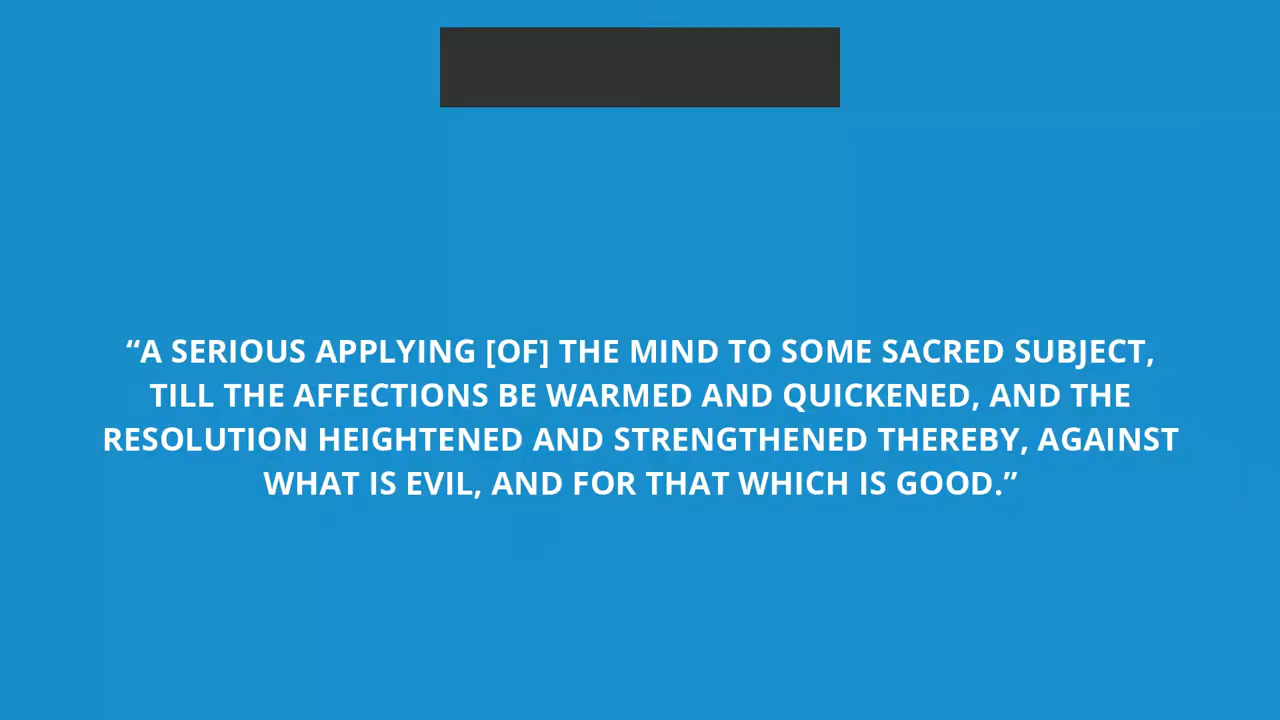 “A SERIOUS APPLYING [OF] THE MIND TO SOME SACRED SUBJECT,
TILL THE AFFECTIONS BE WARMED AND QUICKENED, AND THE
RESOLUTION HEIGHTENED AND STRENGTHENED THEREBY, AGAINST
WHAT IS EVIL, AND FOR THAT WHICH IS GOOD.”